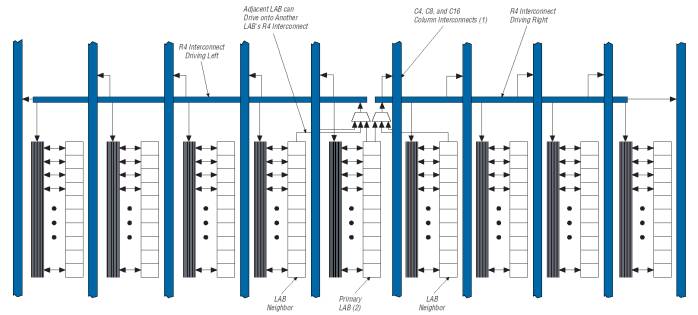 Adjacent LAB can
Drive onto Another
LAB's R4 Interconnect
C4, C8, and C16
Column Interconnects (1)
R4 Interconnect
Driving Right
R4 Interconnect
Driving Left
LAB
Neighbor
Primary
LAB (2)
LAB
Neighbor